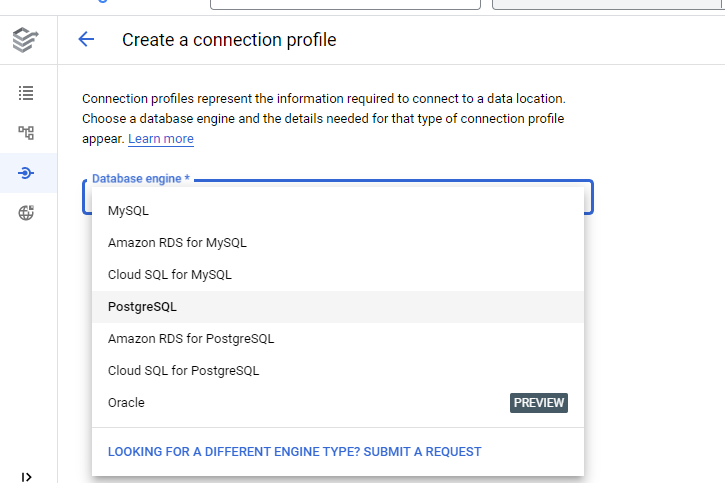 Create a connection profile
Connection profiles represent the information required to connect to a data location.
Choose a database engine and the details needed for that type of connection profile
appear. Learn more
Database engine *
MySQL
Amazon RDS for MySQL
Cloud SQL for MySQL
PostgreSQL
Amazon RDS for PostgreSQL
Cloud SQL for PostgreSQL
Oracle PREVIEW
LOOKING FOR A DIFFERENT ENGINE TYPE? SUBMIT A REQUEST